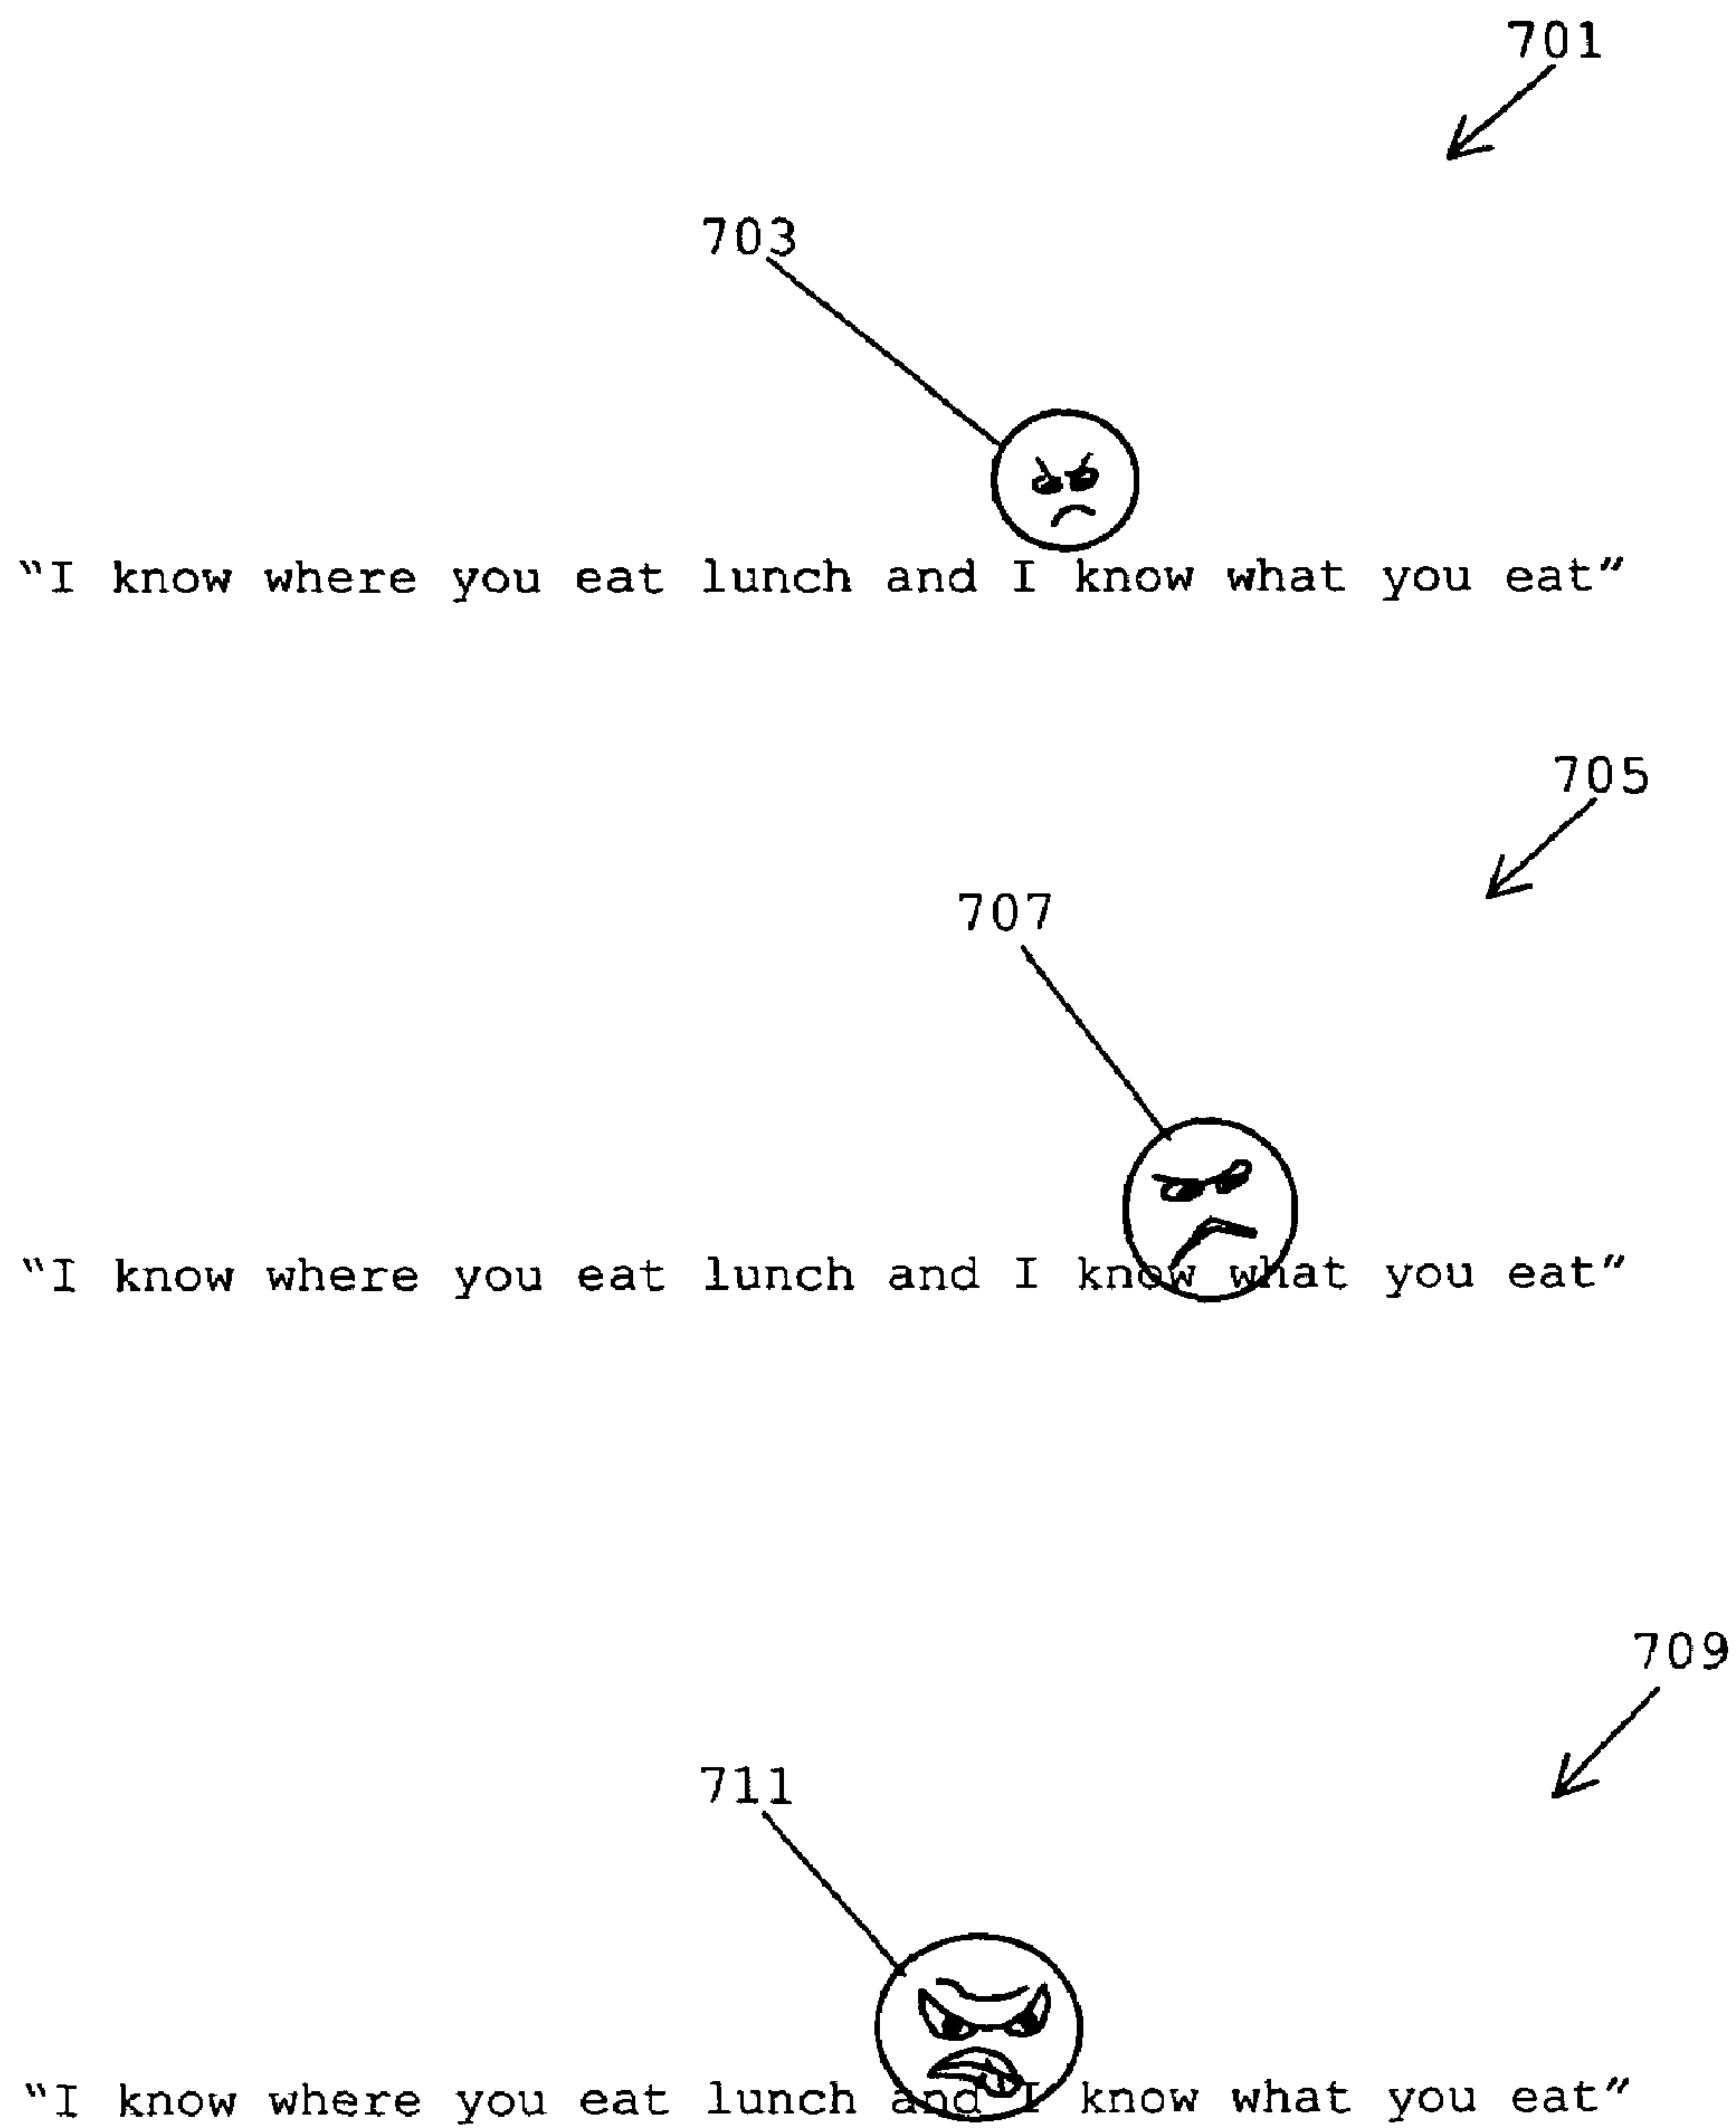 701
703
“I know where you eat lunch and I know what you eat”
705
707
“I know where you eat lunch and I know what you eat”
709
711
“I know where you eat lunch and I know what you eat”